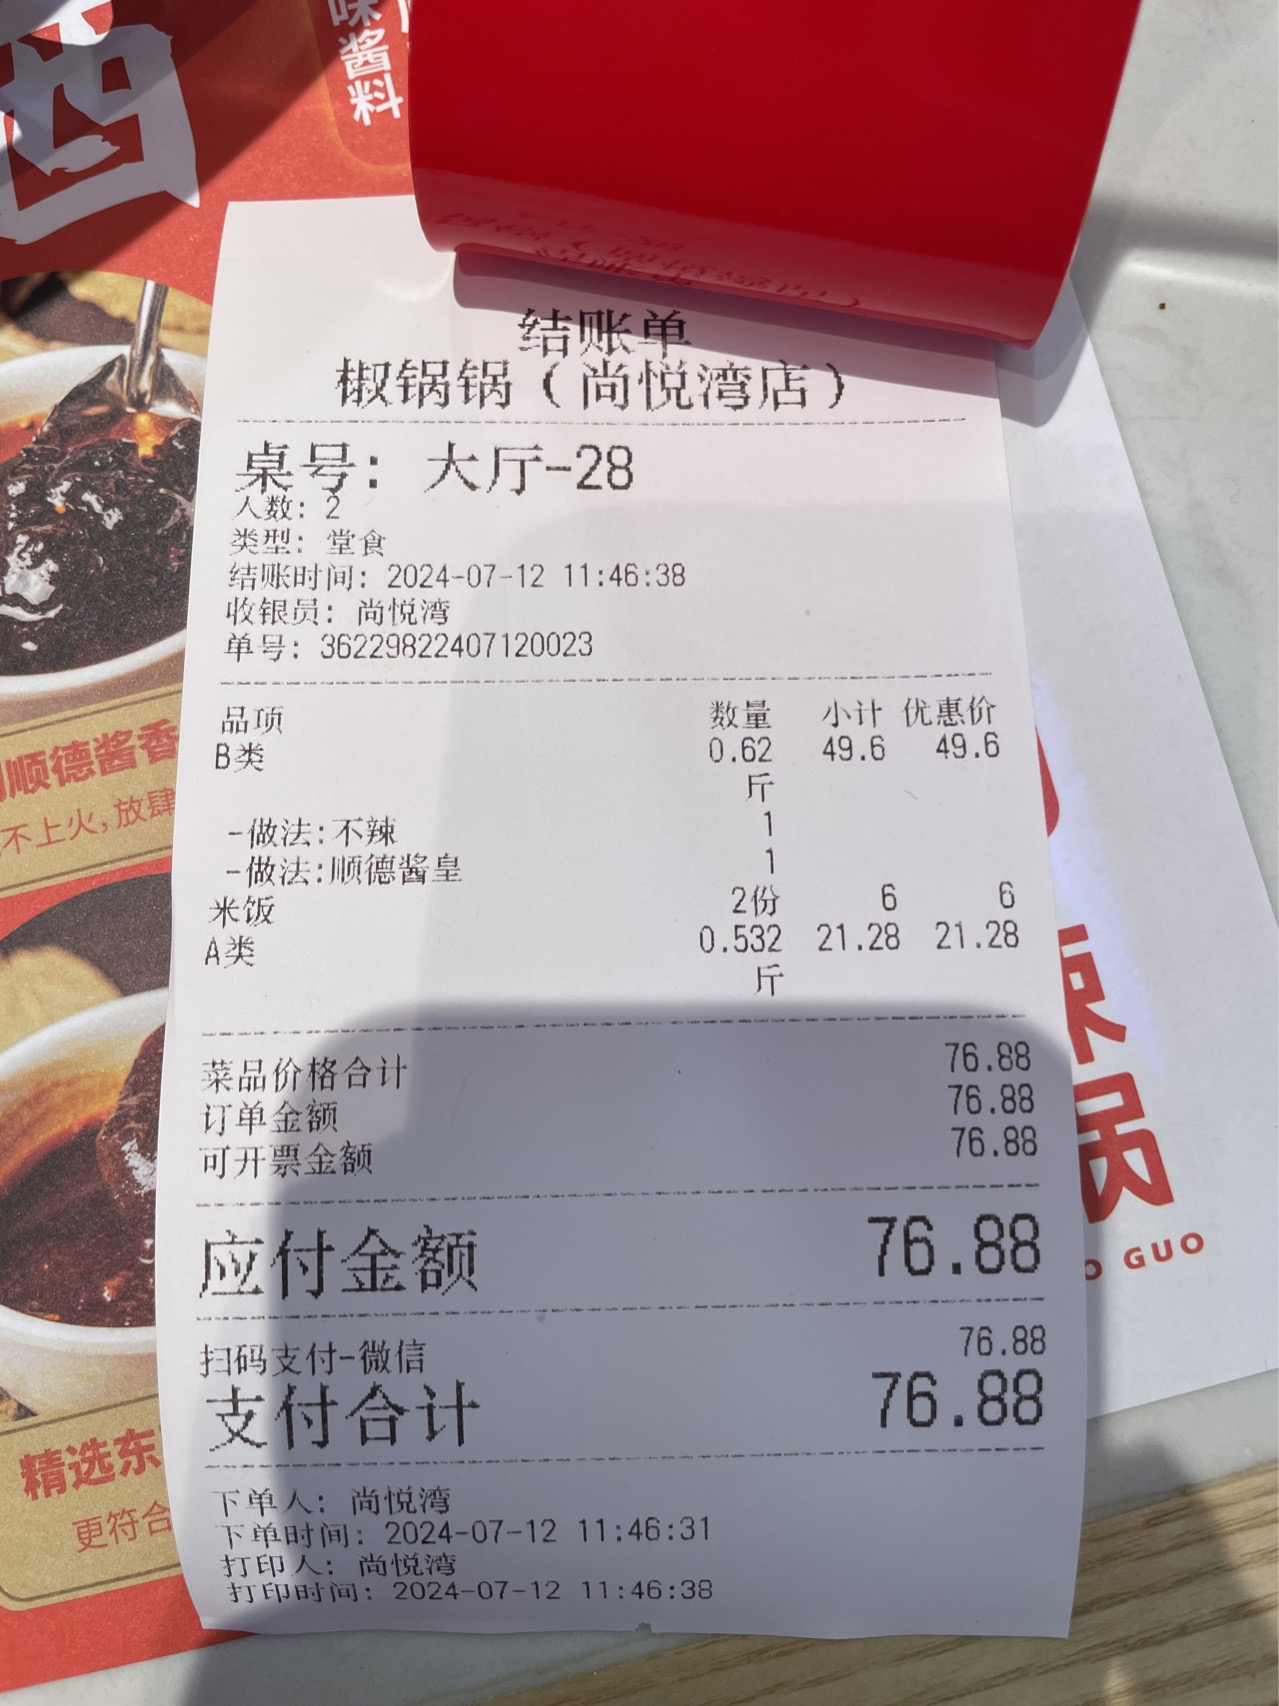 西
味酱料
结账单
椒锅锅（尚悦湾店）
桌号：大厅-28
人数：2
类型：堂食
结账时间：2024-07-12 11:46:38
收银员：尚悦湾
单号：36229822407120023
品项 数量 小计 优惠价
B类 0.62 49.6 49.6
斤
-做法:不辣 1
-做法:顺德酱皇 1
米饭 2份 6 6
A类 0.532 21.28 21.28
斤
菜品价格合计 76.88
订单金额 76.88
可开票金额 76.88
应付金额 76.88
扫码支付-微信 76.88
支付合计 76.88
下单人：尚悦湾
下单时间：2024-07-12 11:46:31
打印人：尚悦湾
打印时间：2024-07-12 11:46:38
顺德酱香
不上火，放肆
精选东
更符合
锅
O GUO